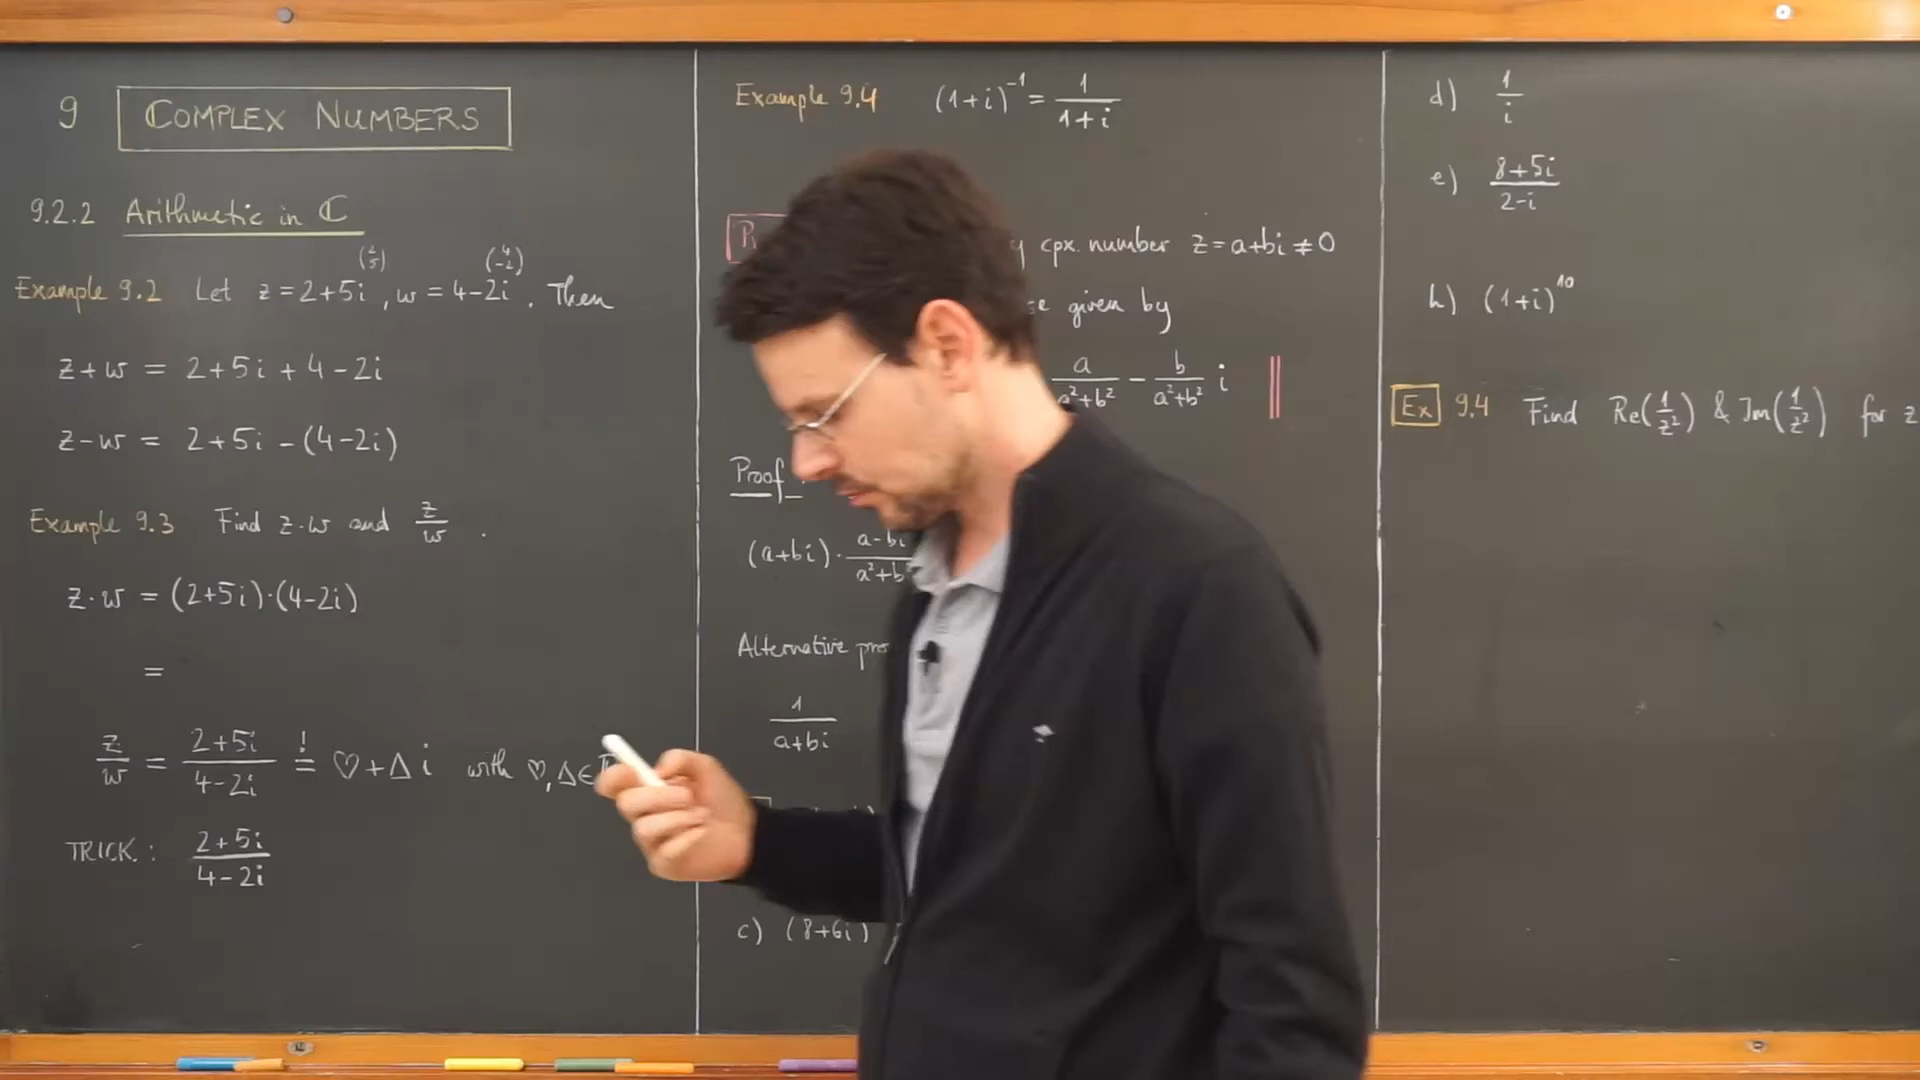 9 COMPLEX NUMBERS
9.2.2 Arithmetic in ℂ
(2 5) (4 -2)
Example 9.2 Let z = 2+5i, w = 4-2i. Then
z+w = 2+5i + 4-2i
z-w = 2+5i - (4-2i)
Example 9.3 Find z·w and z/w.
z·w = (2+5i)·(4-2i)
=
z/w = (2+5i)/(4-2i) =! ♡+Δi with ♡,Δ∈
TRICK: (2+5i)/(4-2i)
Example 9.4 (1+i)^-1 = 1/(1+i)
cpx. number z=a+bi≠0
given by
a/(a²+b²) - b/(a²+b²) i
Proof
(a+bi)· (a-bi)/(a²+b²
Alternative
1/(a+bi)
c) (8+6i)
d) 1/i
e) (8+5i)/(2-i)
h) (1+i)^10
Ex 9.4 Find Re(1/z²) & Im(1/z²) for z